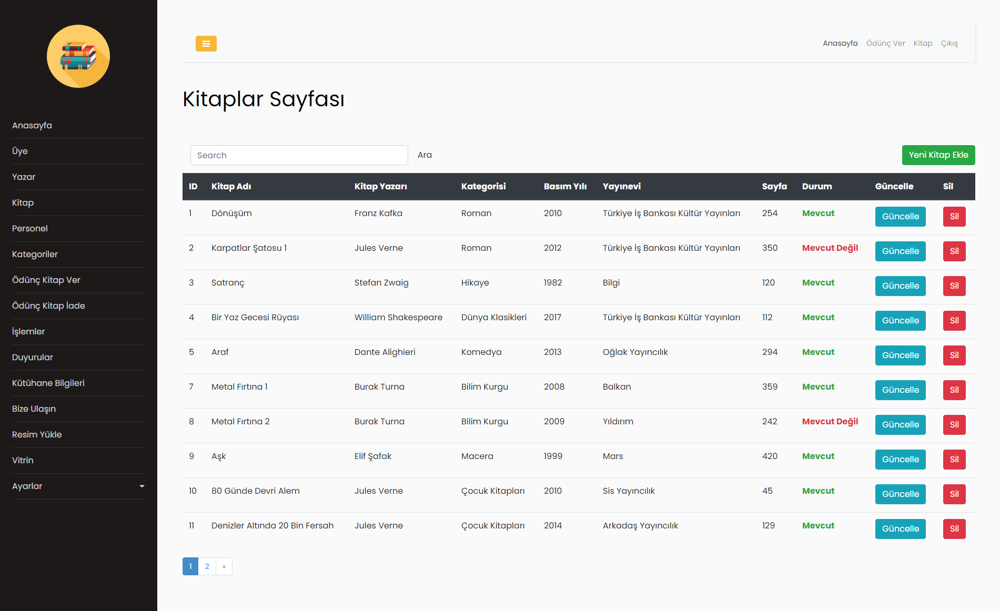 Anasayfa
Üye
Yazar
Kitap
Personel
Kategoriler
Ödünç Kitap Ver
Ödünç Kitap İade
İşlemler
Duyurular
Kütühane Bilgileri
Bize Ulaşın
Resim Yükle
Vitrin
Ayarlar
Anasayfa Ödünç Ver Kitap Çıkış
Kitaplar Sayfası
Search Ara Yeni Kitap Ekle
ID Kitap Adı Kitap Yazarı Kategorisi Basım Yılı Yayınevi Sayfa Durum Güncelle Sil
1 Dönüşüm Franz Kafka Roman 2010 Türkiye İş Bankası Kültür Yayınları 254 Mevcut Güncelle Sil
2 Karpatlar Şatosu 1 Jules Verne Roman 2012 Türkiye İş Bankası Kültür Yayınları 350 Mevcut Değil Güncelle Sil
3 Satranç Stefan Zwaig Hikaye 1982 Bilgi 120 Mevcut Güncelle Sil
4 Bir Yaz Gecesi Rüyası William Shakespeare Dünya Klasikleri 2017 Türkiye İş Bankası Kültür Yayınları 112 Mevcut Güncelle Sil
5 Araf Dante Alighieri Komedya 2013 Oğlak Yayıncılık 294 Mevcut Güncelle Sil
7 Metal Fırtına 1 Burak Turna Bilim Kurgu 2008 Balkan 359 Mevcut Güncelle Sil
8 Metal Fırtına 2 Burak Turna Bilim Kurgu 2009 Yıldırım 242 Mevcut Değil Güncelle Sil
9 Aşk Elif Şafak Macera 1999 Mars 420 Mevcut Güncelle Sil
10 80 Günde Devri Alem Jules Verne Çocuk Kitapları 2010 Sis Yayıncılık 45 Mevcut Güncelle Sil
11 Denizler Altında 20 Bin Fersah Jules Verne Çocuk Kitapları 2014 Arkadaş Yayıncılık 129 Mevcut Güncelle Sil
1 2 »